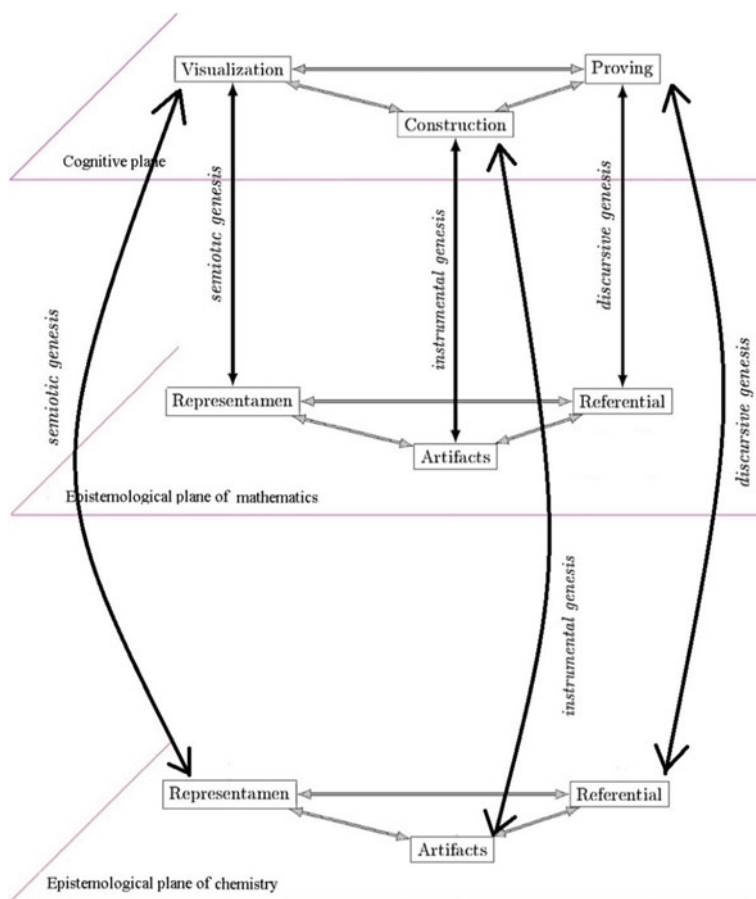 Visualization
Proving
Construction
Cognitive plane
semiotic genesis
instrumental genesis
discursive genesis
semiotic genesis
discursive genesis
Representamen
Referential
Artifacts
Epistemological plane of mathematics
instrumental genesis
Representamen
Referential
Artifacts
Epistemological plane of chemistry